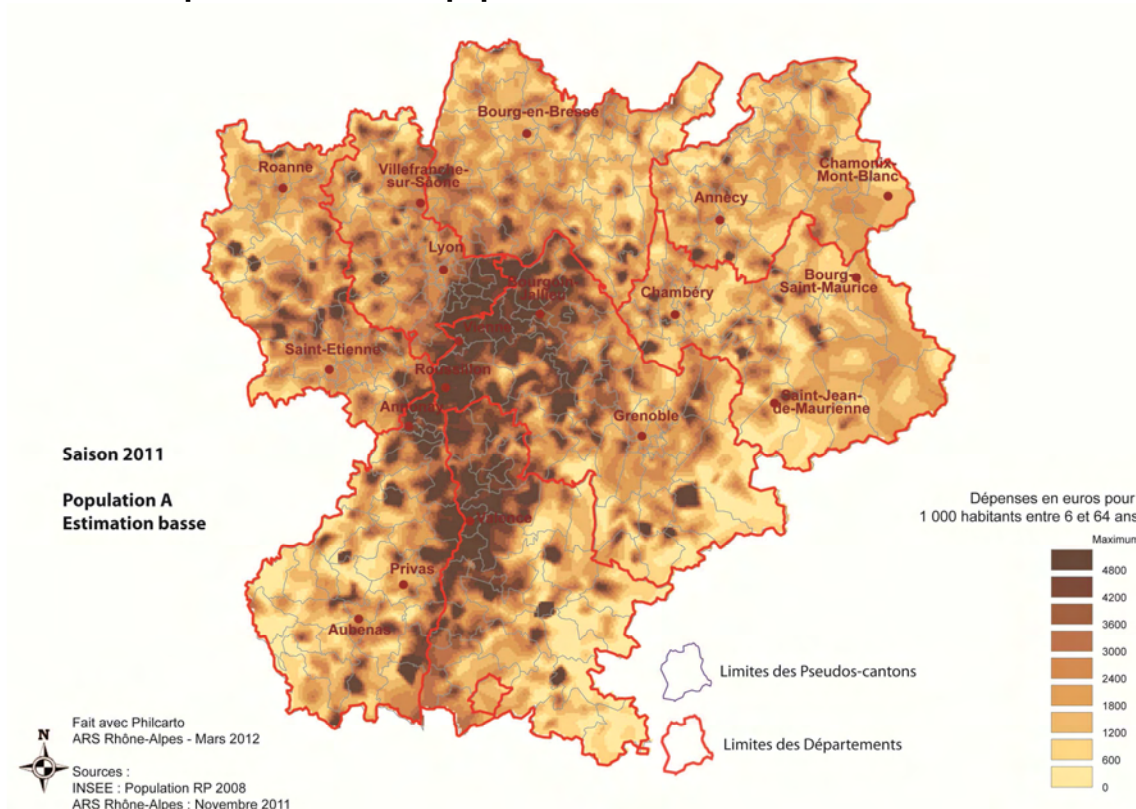 Bourg-en-Bresse
Roanne
Villefranche-
sur-Saône
Chamonix-
Mont-Blanc
Annecy
Lyon
Bourgoin-
Jallieu
Chambéry
Bourg-
Saint-Maurice
Vienne
Saint-Etienne
Roussillon
Annonay
Saint-Jean-
de-Maurienne
Grenoble
Saison 2011
Population A
Estimation basse
Valence
Privas
Aubenas
Dépenses en euros pour
1 000 habitants entre 6 et 64 ans
Maximum
4800
4200
3600
3000
2400
1800
1200
600
0
Limites des Pseudos-cantons
Limites des Départements
N
Fait avec Philcarto
ARS Rhône-Alpes - Mars 2012
Sources :
INSEE : Population RP 2008
ARS Rhône-Alpes : Novembre 2011